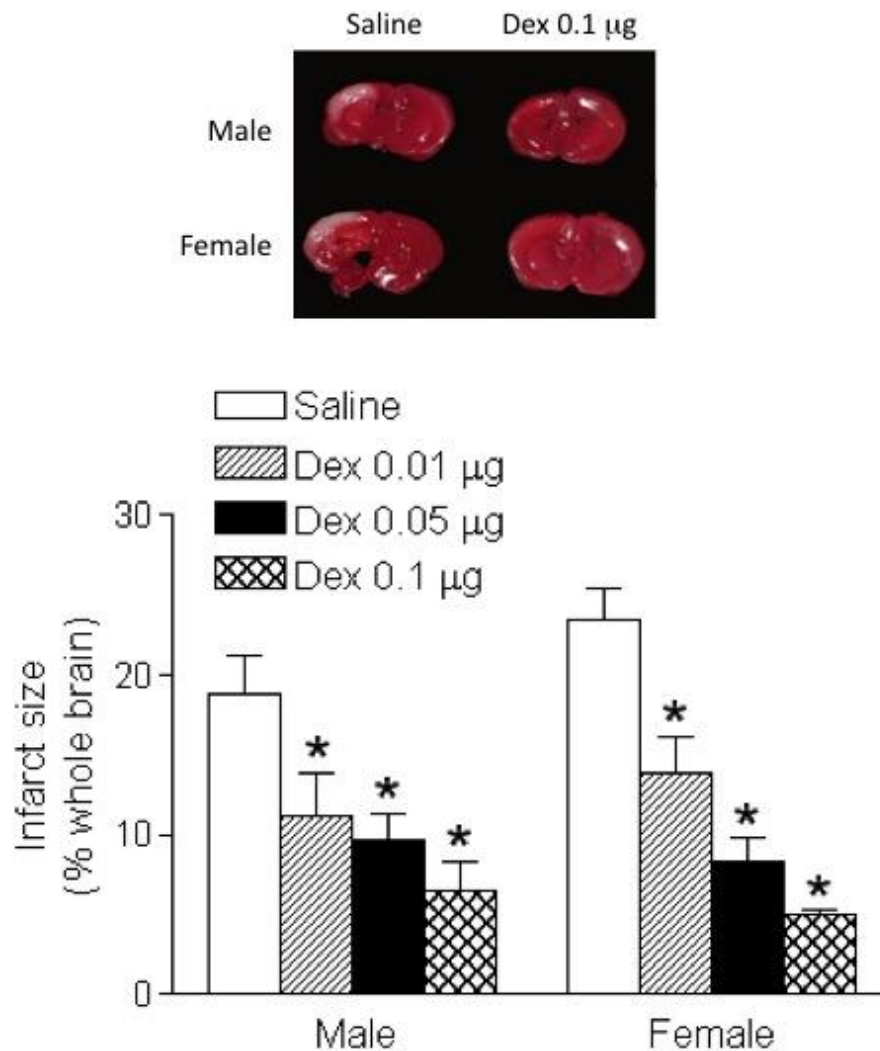 Saline Dex 0.1 μg
Male
Female
Saline
Dex 0.01 μg
Dex 0.05 μg
Dex 0.1 μg
30
20
10
0
Infarct size
(% whole brain)
*
*
*
*
*
*
Male Female